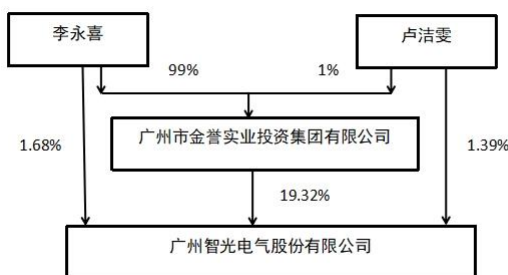 李永喜
卢洁雯
99%
1%
广州市金誉实业投资集团有限公司
1.68%
1.39%
19.32%
广州智光电气股份有限公司